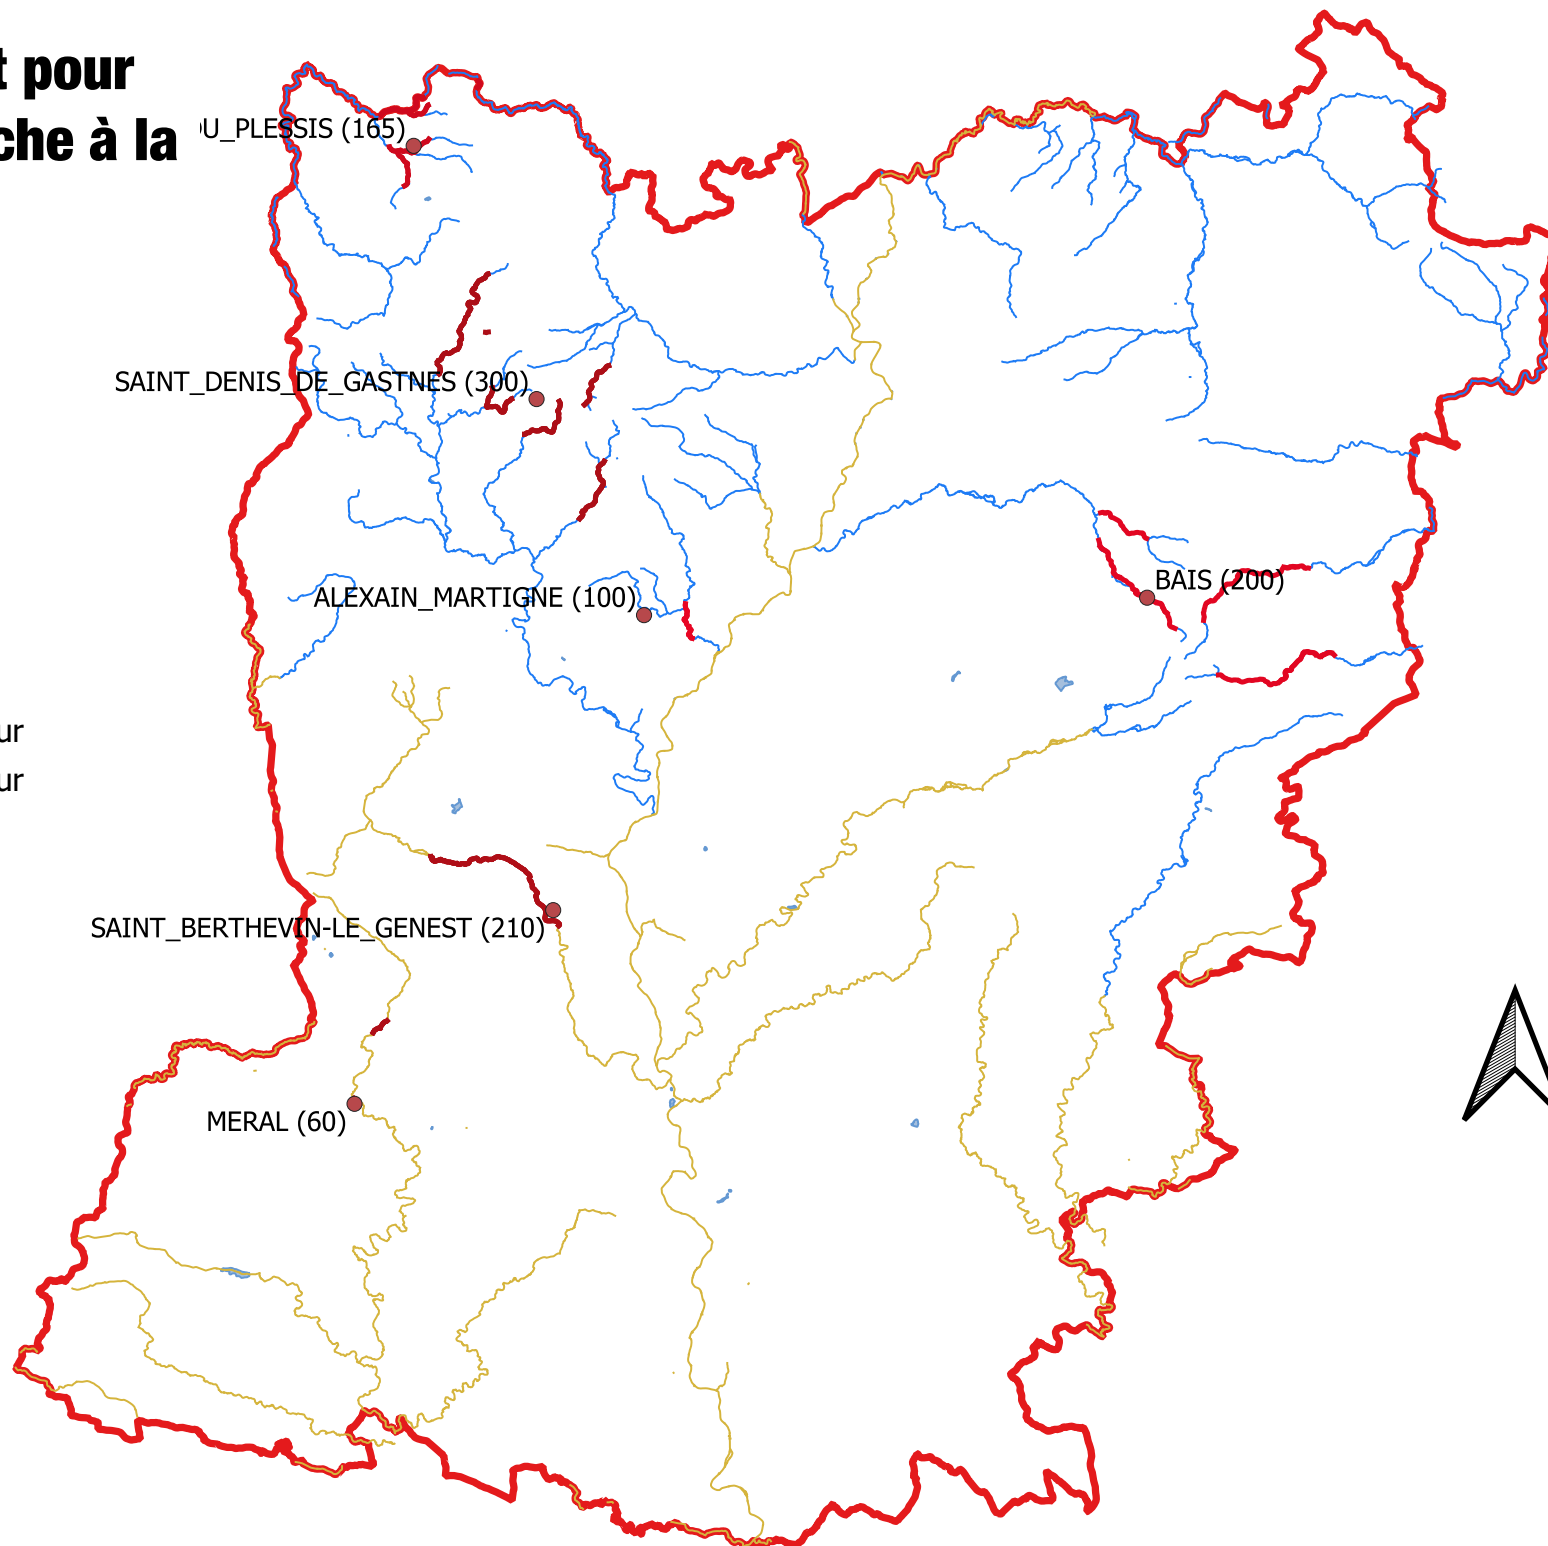 t pour
che à la
U_PLESSIS (165)
SAINT_DENIS_DE_GASTNES (300)
ALEXAIN_MARTIGNE (100)
BAIS (200)
ur
ur
SAINT_BERTHEVIN-LE_GENEST (210)
MERAL (60)